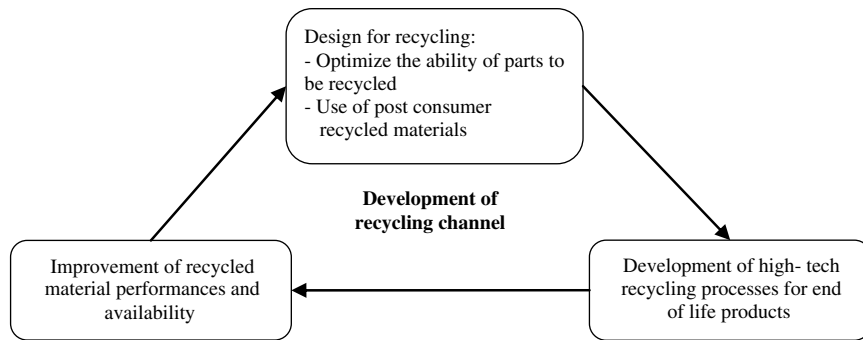 Design for recycling:
- Optimize the ability of parts to
be recycled
- Use of post consumer
recycled materials
Development of
recycling channel
Improvement of recycled
material performances and
availability
Development of high- tech
recycling processes for end
of life products